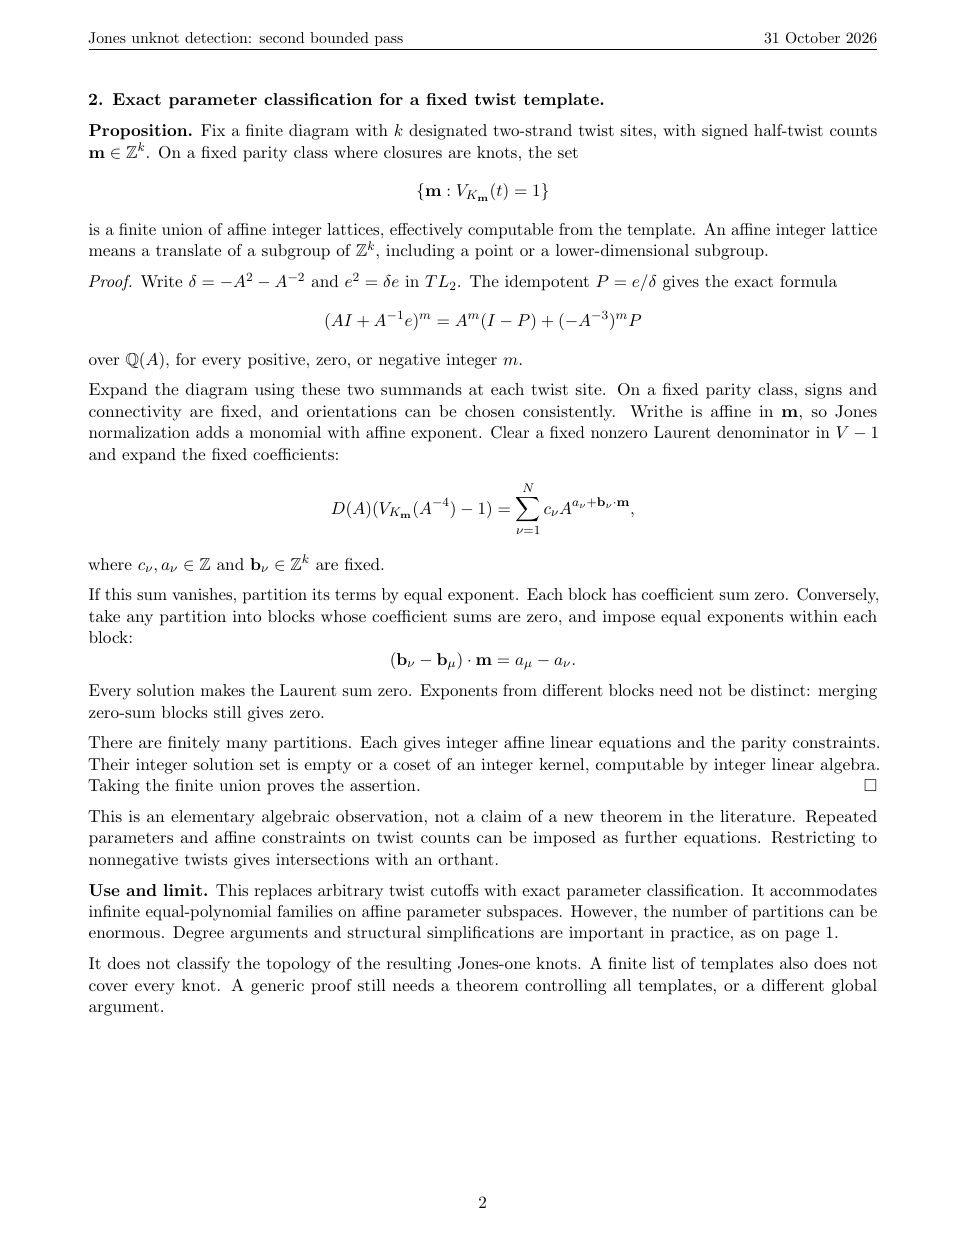 Jones unknot detection: second bounded pass 31 October 2026
2. Exact parameter classification for a fixed twist template.
Proposition. Fix a finite diagram with k designated two-strand twist sites, with signed half-twist counts
m ∈ ℤ^k. On a fixed parity class where closures are knots, the set
{m : V_{K_m}(t) = 1}
is a finite union of affine integer lattices, effectively computable from the template. An affine integer lattice
means a translate of a subgroup of ℤ^k, including a point or a lower-dimensional subgroup.
Proof. Write δ = −A^2 − A^{−2} and e^2 = δe in TL_2. The idempotent P = e/δ gives the exact formula
(AI + A^{−1}e)^m = A^m(I − P) + (−A^{−3})^m P
over ℚ(A), for every positive, zero, or negative integer m.
Expand the diagram using these two summands at each twist site. On a fixed parity class, signs and
connectivity are fixed, and orientations can be chosen consistently. Writhe is affine in m, so Jones
normalization adds a monomial with affine exponent. Clear a fixed nonzero Laurent denominator in V − 1
and expand the fixed coefficients:
D(A)(V_{K_m}(A^{−4}) − 1) = ∑_{ν=1}^{N} c_ν A^{a_ν+b_ν·m},
where c_ν, a_ν ∈ ℤ and b_ν ∈ ℤ^k are fixed.
If this sum vanishes, partition its terms by equal exponent. Each block has coefficient sum zero. Conversely,
take any partition into blocks whose coefficient sums are zero, and impose equal exponents within each
block:
(b_ν − b_μ) · m = a_μ − a_ν.
Every solution makes the Laurent sum zero. Exponents from different blocks need not be distinct: merging
zero-sum blocks still gives zero.
There are finitely many partitions. Each gives integer affine linear equations and the parity constraints.
Their integer solution set is empty or a coset of an integer kernel, computable by integer linear algebra.
Taking the finite union proves the assertion. □
This is an elementary algebraic observation, not a claim of a new theorem in the literature. Repeated
parameters and affine constraints on twist counts can be imposed as further equations. Restricting to
nonnegative twists gives intersections with an orthant.
Use and limit. This replaces arbitrary twist cutoffs with exact parameter classification. It accommodates
infinite equal-polynomial families on affine parameter subspaces. However, the number of partitions can be
enormous. Degree arguments and structural simplifications are important in practice, as on page 1.
It does not classify the topology of the resulting Jones-one knots. A finite list of templates also does not
cover every knot. A generic proof still needs a theorem controlling all templates, or a different global
argument.
2